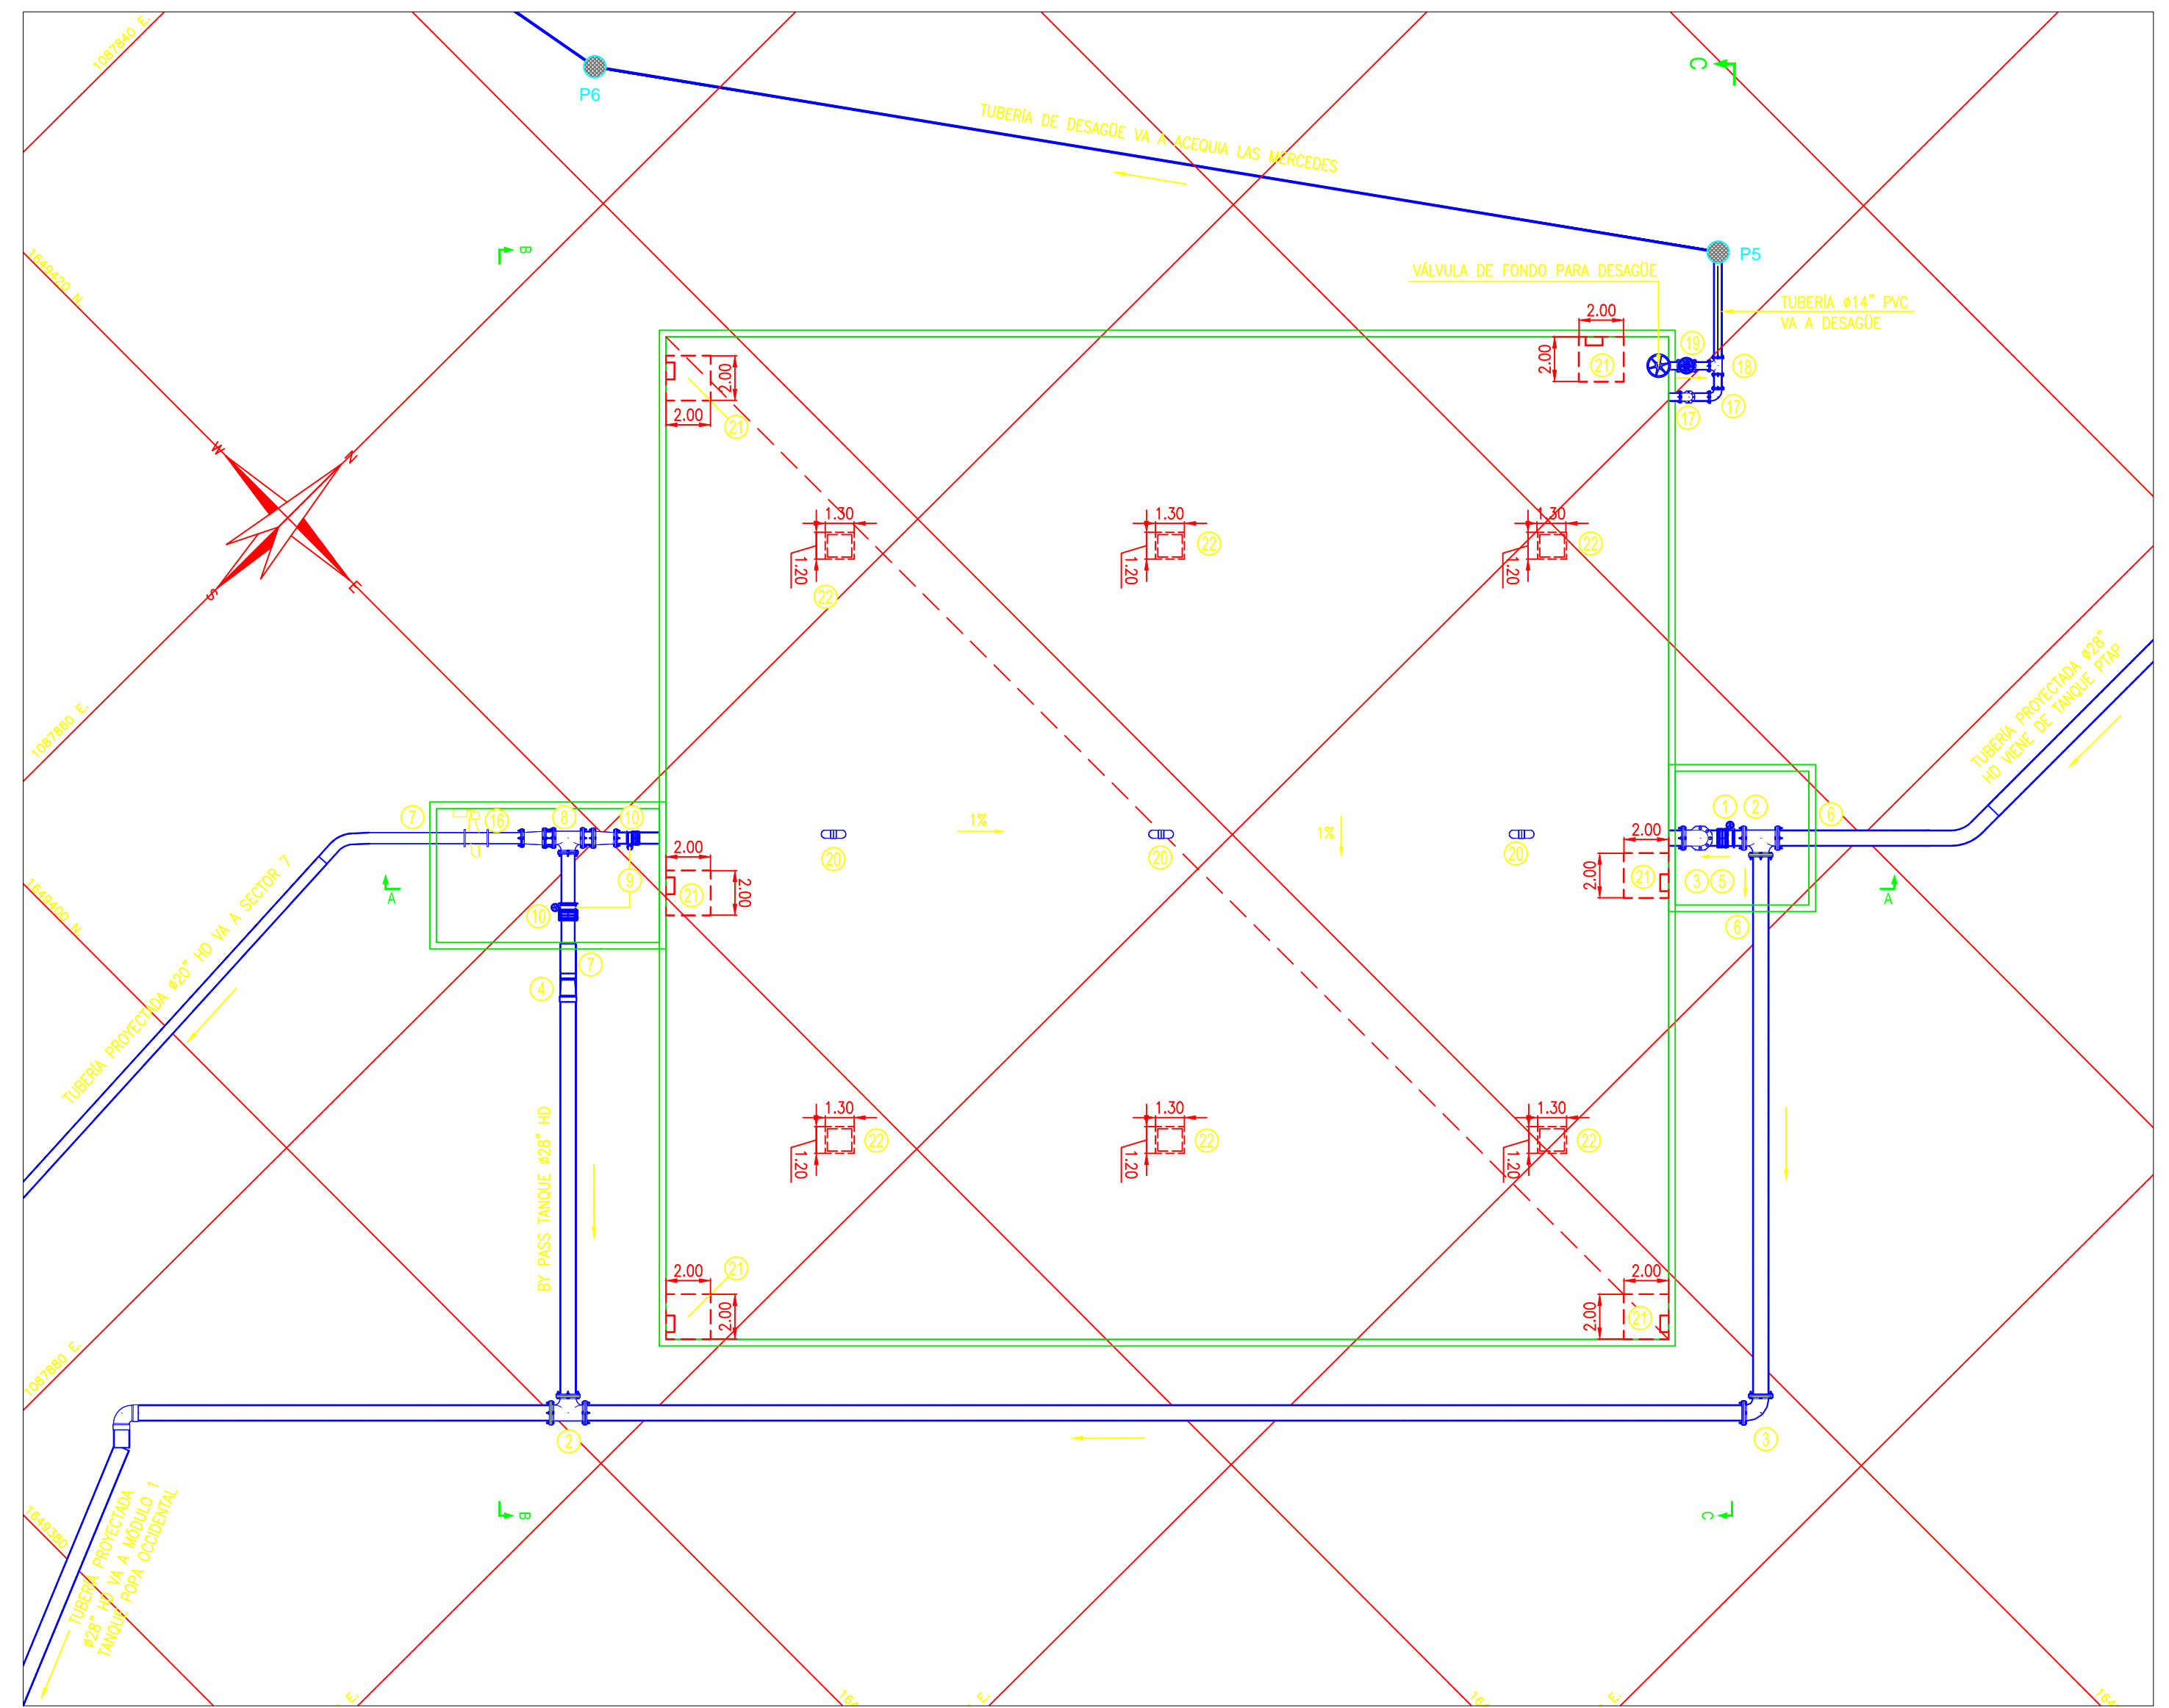 1087840 E.
P6
C
TUBERÍA DE DESAGÜE VA A ACEQUIA LAS MERCEDES
B
P5
1649420 N.
VÁLVULA DE FONDO PARA DESAGÜE
TUBERÍA ø14" PVC
VA A DESAGÜE
2.00
2.00
21
19
18
17
17
2.00
2.00
21
W
N
S
E
1.30
1.20
22
1.30
1.20
22
1.30
1.20
22
TUBERÍA PROYECTADA ø28"
HD VIENE DE TANQUE PTAP
1087860 E.
7
16
8
10
1%
1%
1
2
6
20
20
20
2.00
2.00
21
9
10
A
2.00
2.00
21
3
5
A
6
1649400 N.
TUBERÍA PROYECTADA ø20" HD VA A SECTOR 7
7
4
BY PASS TANQUE ø28" HD
1.30
1.20
22
1.30
1.20
22
1.30
1.20
22
2.00
2.00
21
2.00
2.00
21
1087880 E.
2
3
TUBERÍA PROYECTADA
ø28" HD VA A MÓDULO 1
TANQUE POPA OCCIDENTAL
1649380
B
C
E.
164
E.
E.